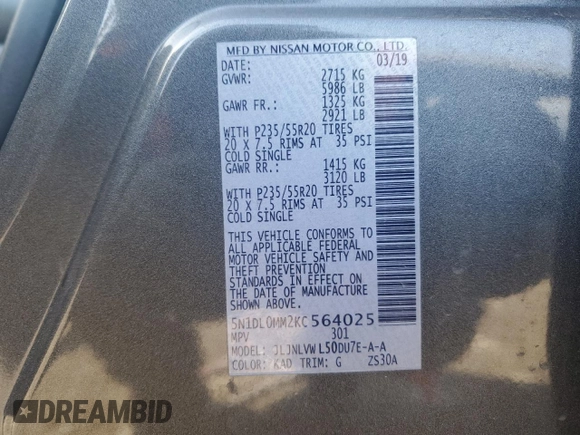 MFD BY NISSAN MOTOR CO., LTD.
DATE: 03/19
GVWR: 2715 KG
5986 LB
GAWR FR.: 1325 KG
2921 LB
WITH P235/55R20 TIRES
20 X 7.5 RIMS AT 35 PSI
COLD SINGLE
GAWR RR.: 1415 KG
3120 LB
WITH P235/55R20 TIRES
20 X 7.5 RIMS AT 35 PSI
COLD SINGLE
THIS VEHICLE CONFORMS TO
ALL APPLICABLE FEDERAL
MOTOR VEHICLE SAFETY AND
THEFT PREVENTION
STANDARDS IN EFFECT ON
THE DATE OF MANUFACTURE
SHOWN ABOVE.
5N1DL0MM2KC564025
MPV 301
MODEL: JLJNLVWL50DU7E-A-A
COLOR: KAD TRIM: G ZS30A
DREAMBID